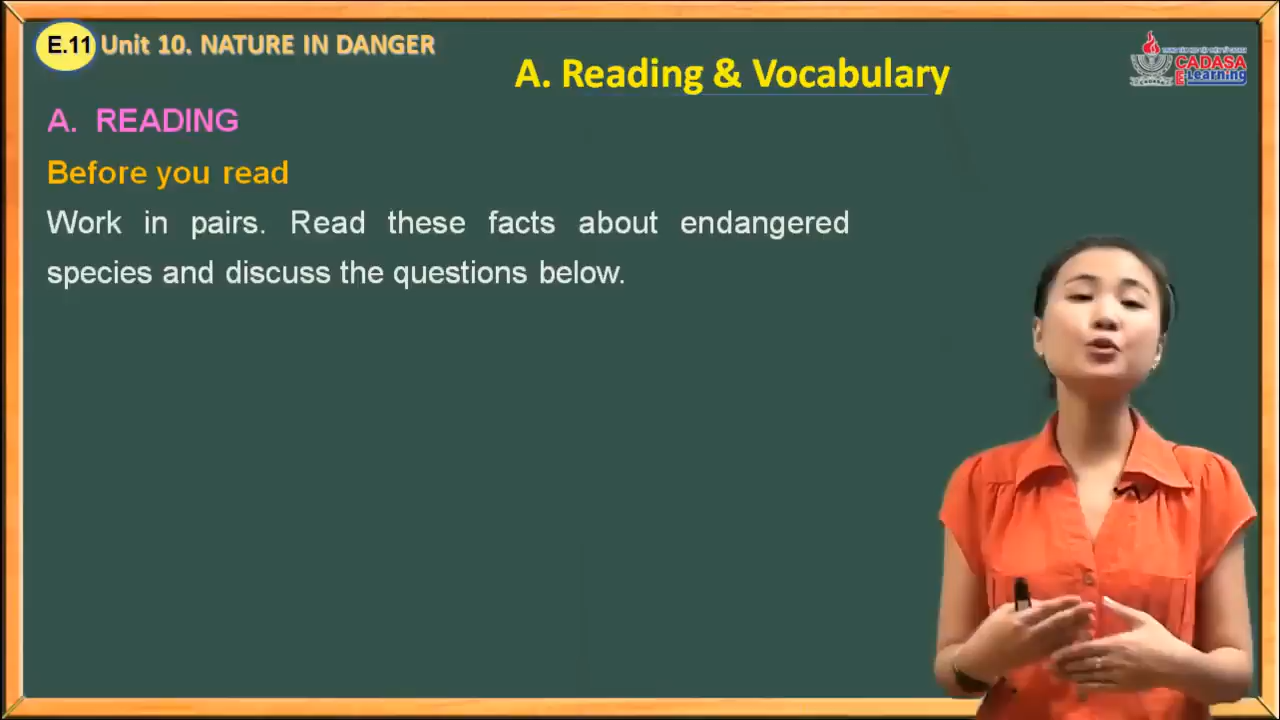 E.11 Unit 10. NATURE IN DANGER
A. Reading & Vocabulary
CADASA
E-Learning
A. READING
Before you read
Work in pairs. Read these facts about endangered
species and discuss the questions below.